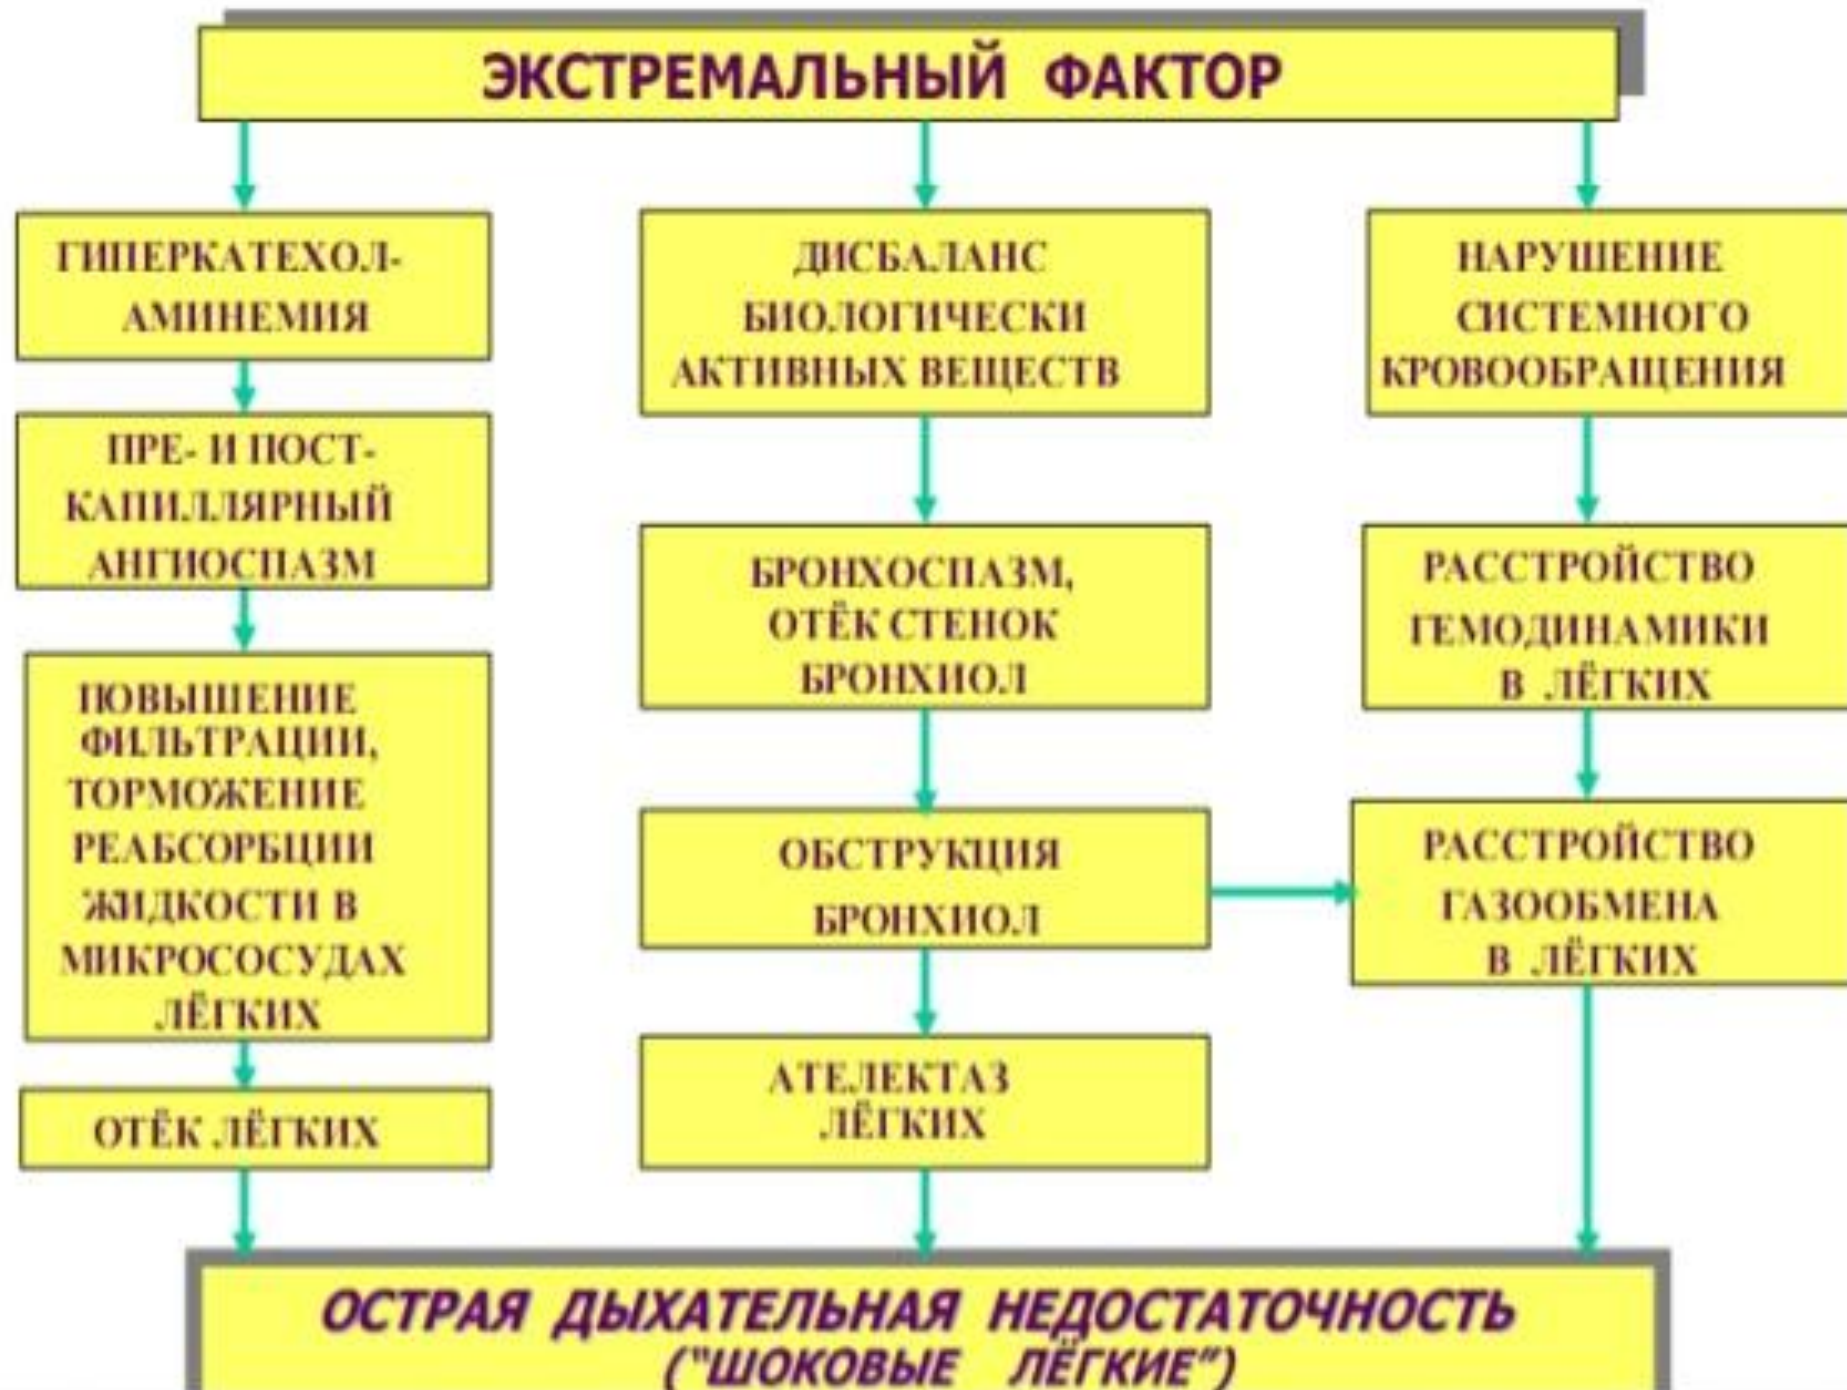 ЭКСТРЕМАЛЬНЫЙ ФАКТОР
ГИПЕРКАТЕХОЛ-
АМИНЕМИЯ
ПРЕ- И ПОСТ-
КАПИЛЛЯРНЫЙ
АНГИОСПАЗМ
ПОВЫШЕНИЕ
ФИЛЬТРАЦИИ,
ТОРМОЖЕНИЕ
РЕАБСОРБЦИИ
ЖИДКОСТИ В
МИКРОСОСУДАХ
ЛЁГКИХ
ОТЁК ЛЁГКИХ
ДИСБАЛАНС
БИОЛОГИЧЕСКИ
АКТИВНЫХ ВЕЩЕСТВ
БРОНХОСПАЗМ,
ОТЁК СТЕНОК
БРОНХИОЛ
ОБСТРУКЦИЯ
БРОНХИОЛ
АТЕЛЕКТАЗ
ЛЁГКИХ
НАРУШЕНИЕ
СИСТЕМНОГО
КРОВООБРАЩЕНИЯ
РАССТРОЙСТВО
ГЕМОДИНАМИКИ
В ЛЁГКИХ
РАССТРОЙСТВО
ГАЗООБМЕНА
В ЛЁГКИХ
ОСТРАЯ ДЫХАТЕЛЬНАЯ НЕДОСТАТОЧНОСТЬ
("ШОКОВЫЕ ЛЁГКИЕ")